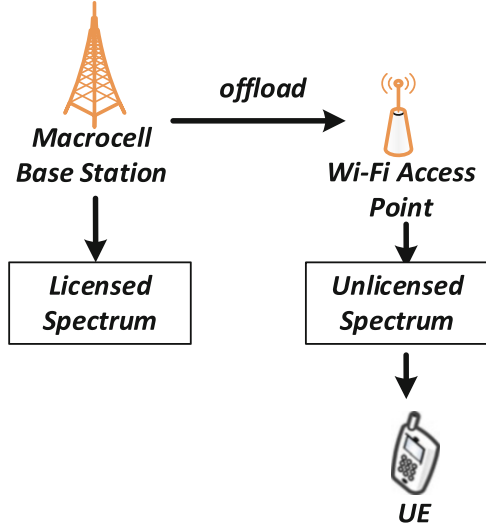 offload
Macrocell
Base Station
Wi-Fi Access
Point
Licensed
Spectrum
Unlicensed
Spectrum
UE